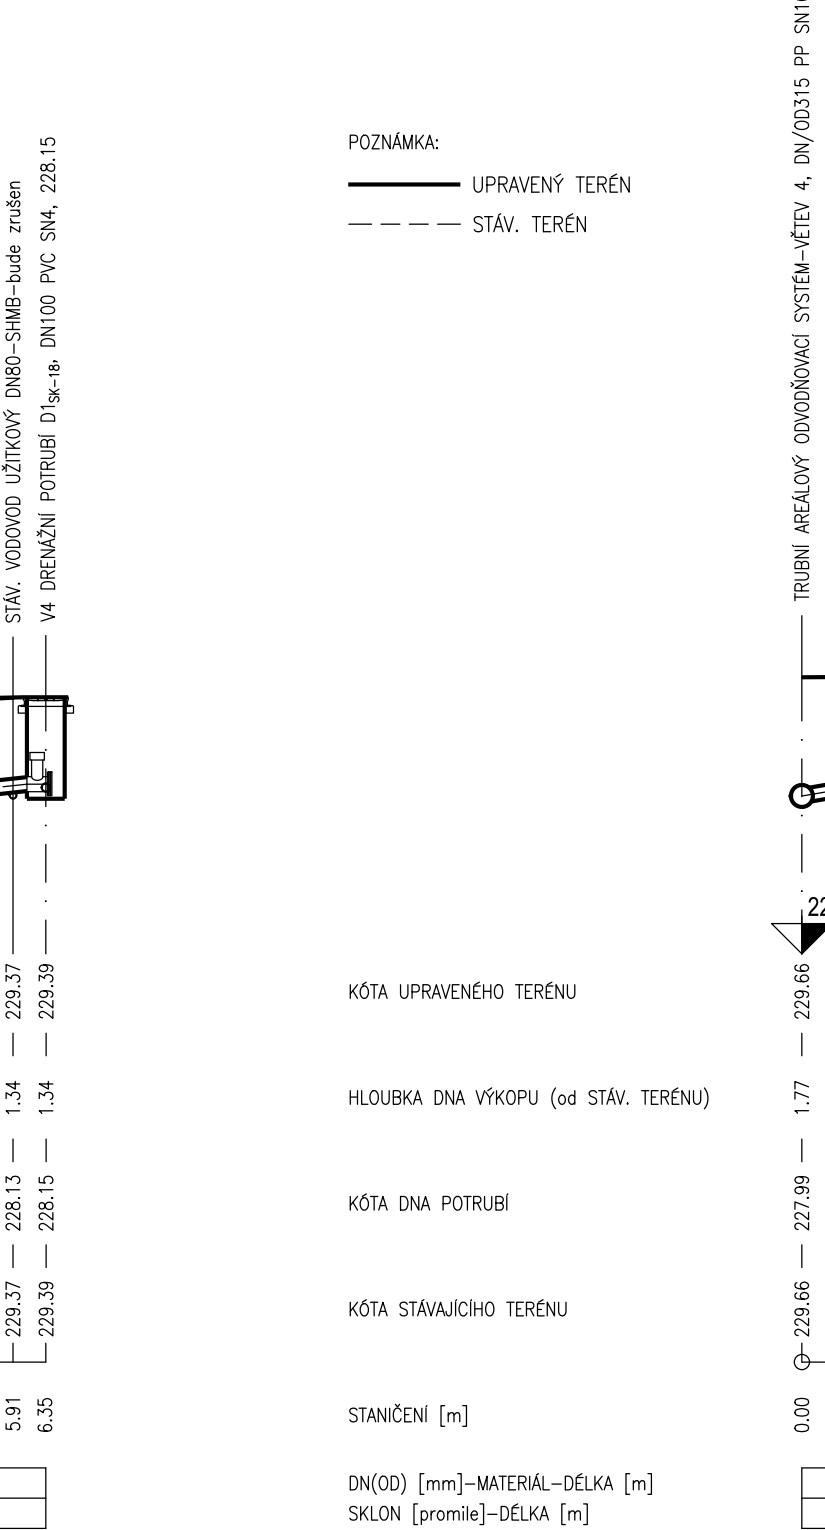 STÁV. VODOVOD UŽITKOVÝ DN80-SHMB-bude zrušen
V4 DRENÁŽNÍ POTRUBÍ D1SK-18, DN100 PVC SN4, 228.15
POZNÁMKA:
UPRAVENÝ TERÉN
STÁV. TERÉN
TRUBNÍ AREÁLOVÝ ODVODŇOVACÍ SYSTÉM-VĚTEV 4, DN/OD315 PP
229.37 229.39 KÓTA UPRAVENÉHO TERÉNU 229.66
1.34 1.34 HLOUBKA DNA VÝKOPU (od STÁV. TERÉNU) 1.77
228.13 228.15 KÓTA DNA POTRUBÍ 227.99
229.37 229.39 KÓTA STÁVAJÍCÍHO TERÉNU 229.66
5.91 6.35 STANIČENÍ [m] 0.00
DN(OD) [mm]-MATERIÁL-DÉLKA [m]
SKLON [promile]-DÉLKA [m]